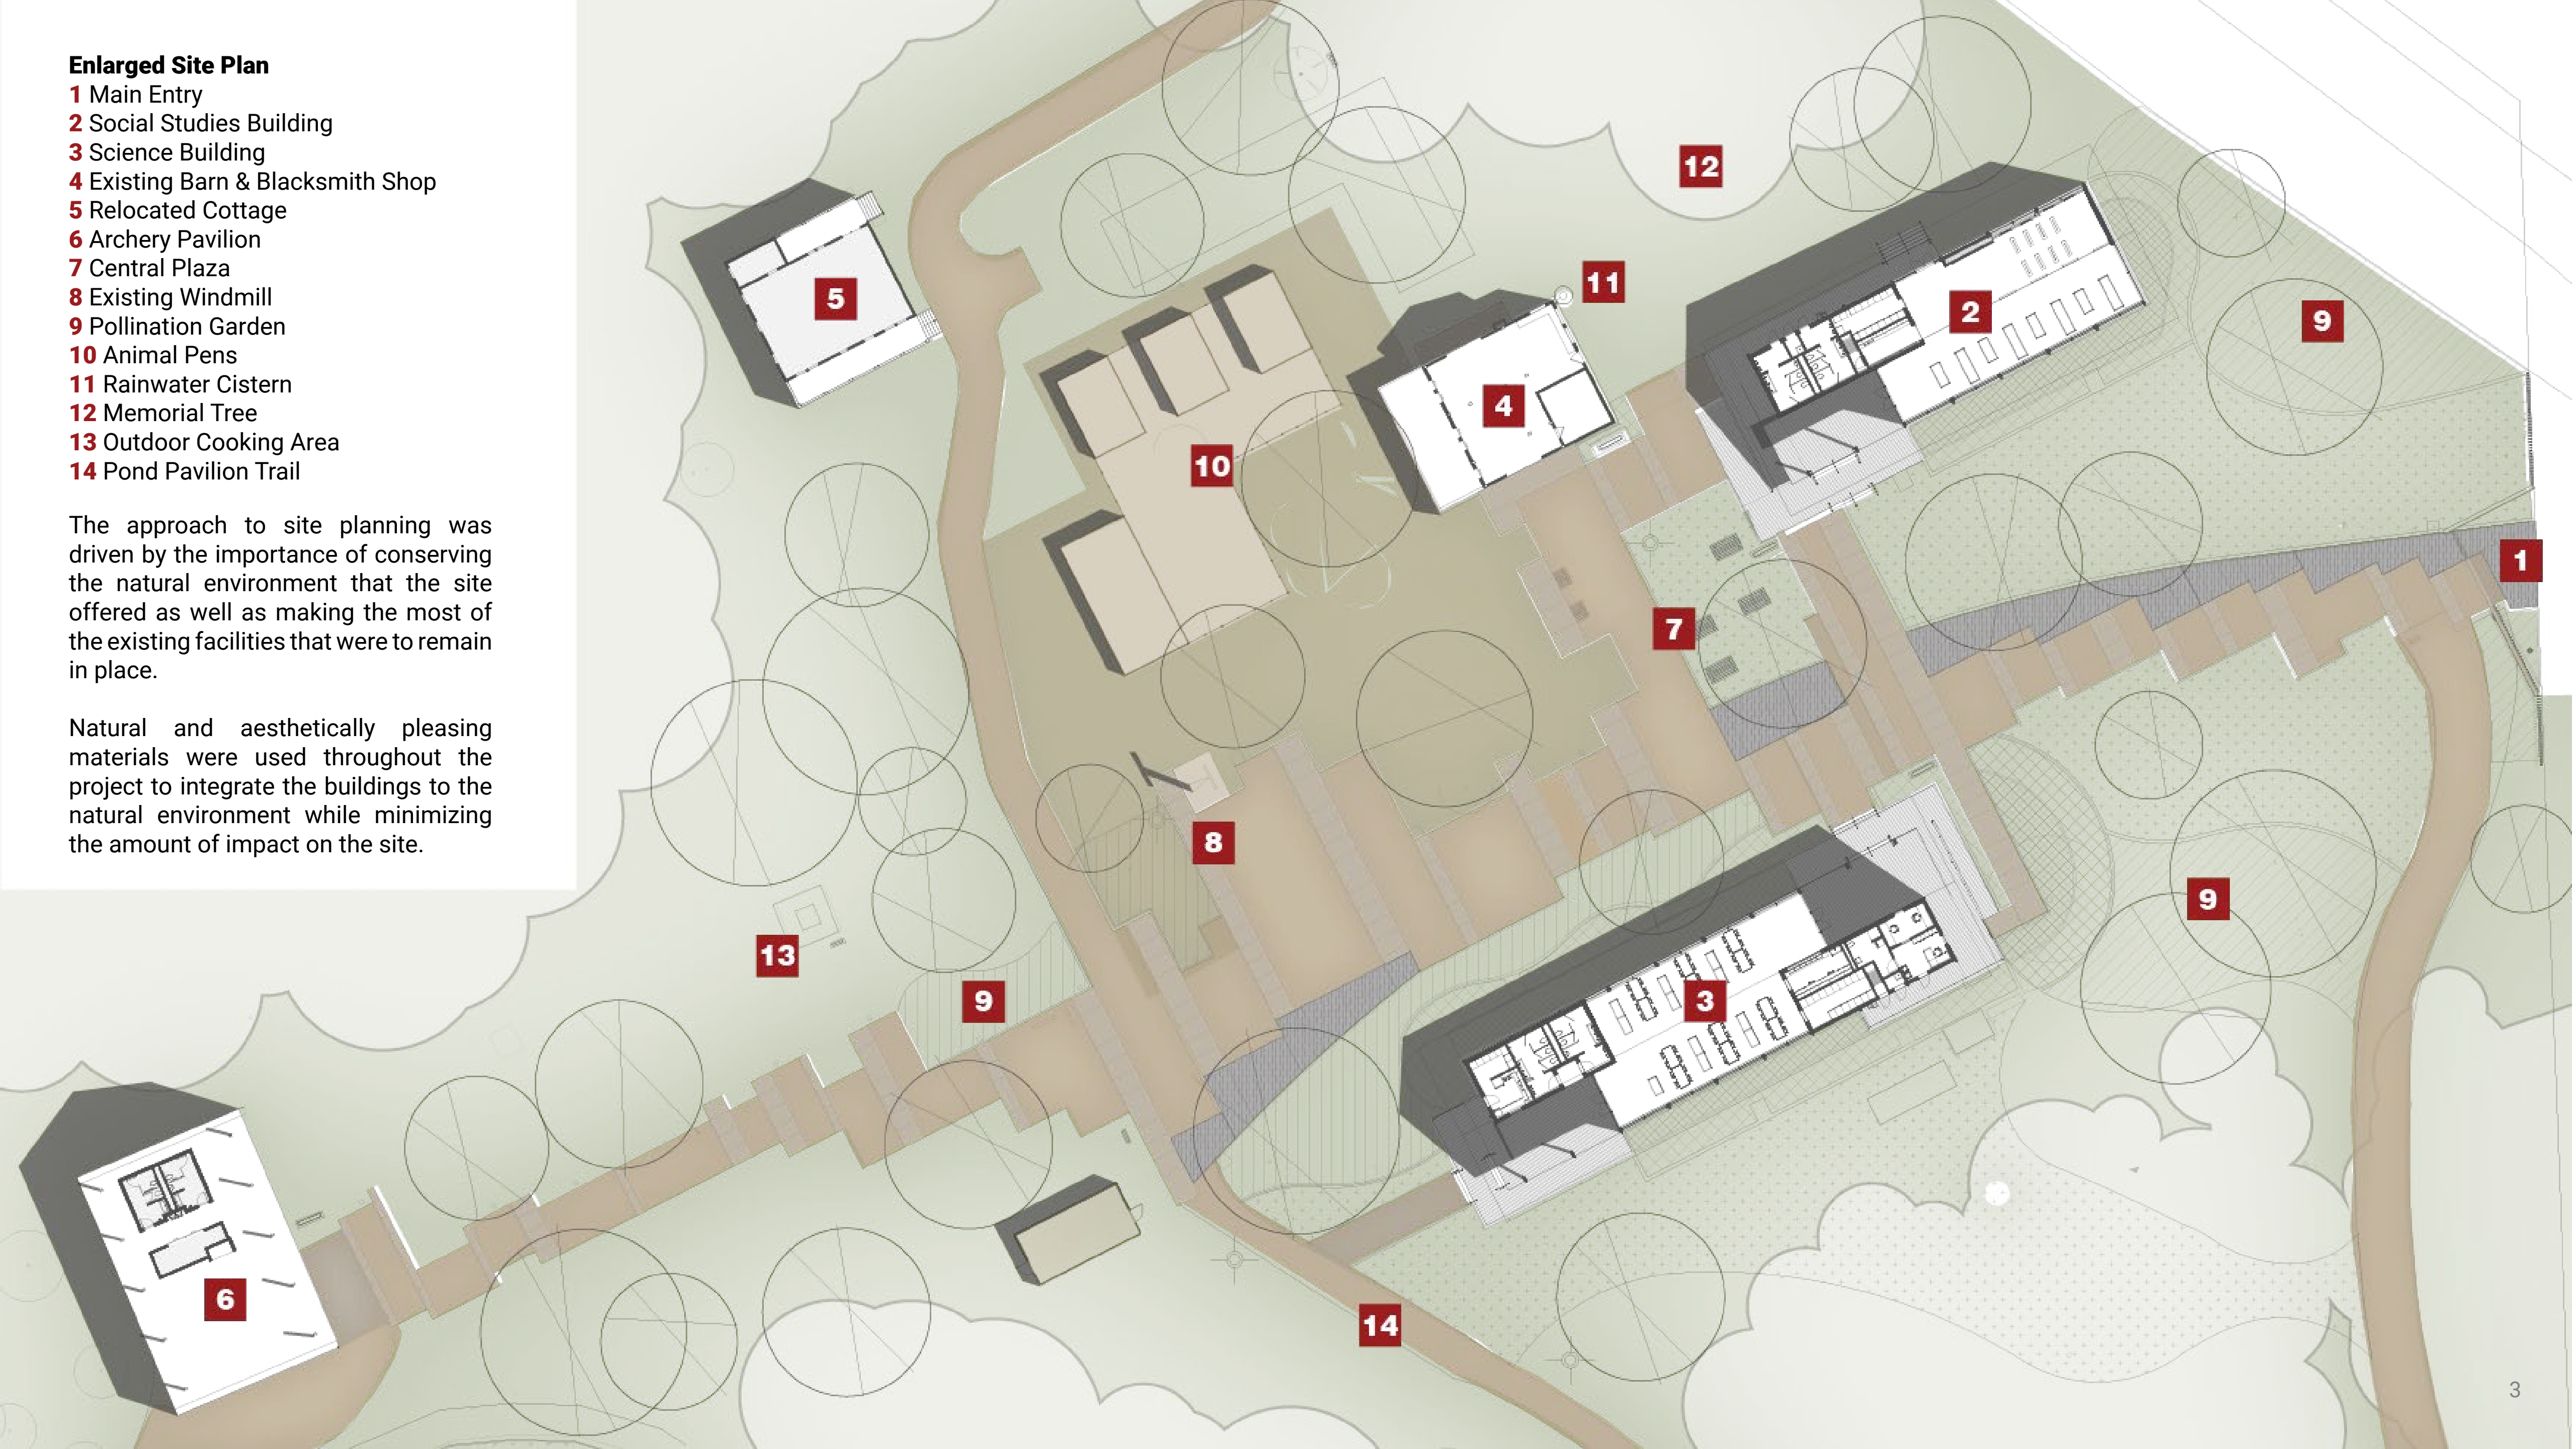 Enlarged Site Plan
1 Main Entry
2 Social Studies Building
3 Science Building
4 Existing Barn & Blacksmith Shop
5 Relocated Cottage
6 Archery Pavilion
7 Central Plaza
8 Existing Windmill
9 Pollination Garden
10 Animal Pens
11 Rainwater Cistern
12 Memorial Tree
13 Outdoor Cooking Area
14 Pond Pavilion Trail
The approach to site planning was
driven by the importance of conserving
the natural environment that the site
offered as well as making the most of
the existing facilities that were to remain
in place.
Natural and aesthetically pleasing
materials were used throughout the
project to integrate the buildings to the
natural environment while minimizing
the amount of impact on the site.
12
11
5
2
9
4
10
1
7
8
9
13
9
3
6
14
3